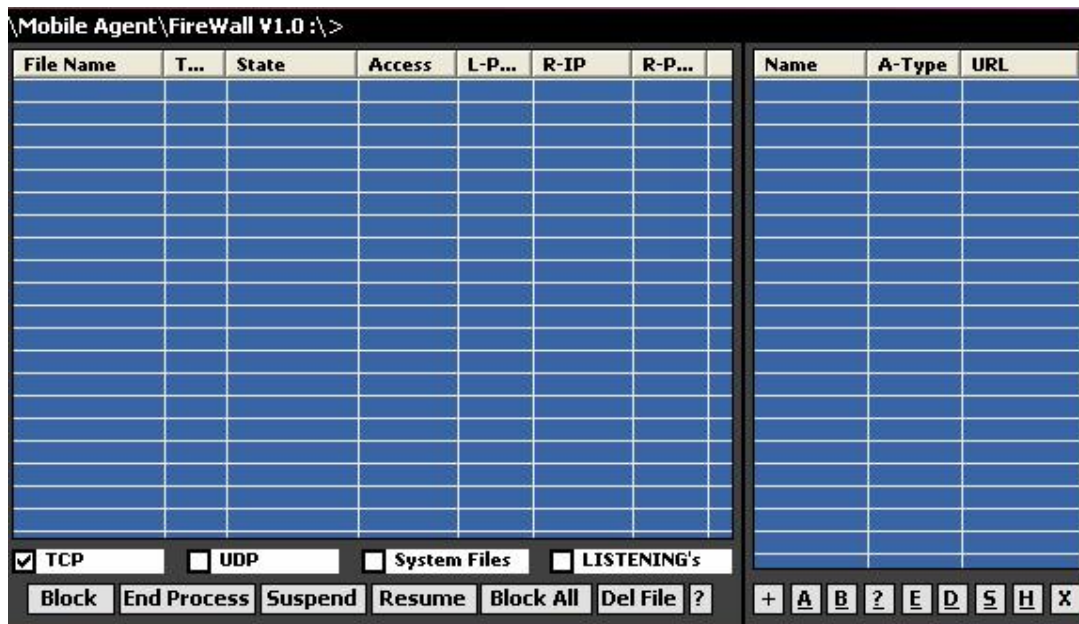 \Mobile Agent\FireWall V1.0 :\>
File Name T... State Access L-P... R-IP R-P... Name A-Type URL
TCP UDP System Files LISTENING's
Block End Process Suspend Resume Block All Del File ? + A B ? E D S H X